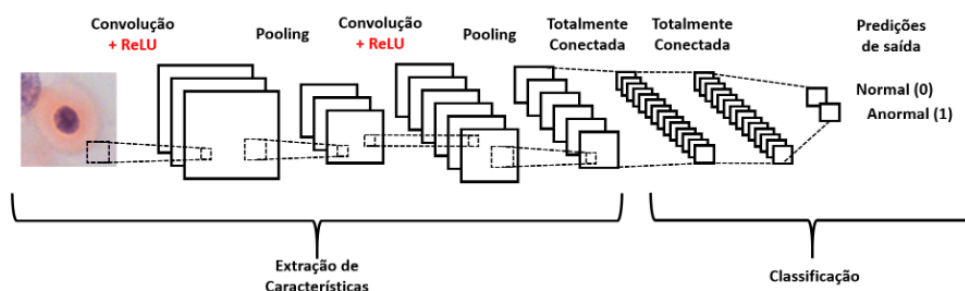 Convolução
+ ReLU
Pooling
Convolução
+ ReLU
Pooling
Totalmente
Conectada
Totalmente
Conectada
Predições
de saída
Normal (0)
Anormal (1)
Extração de
Características
Classificação